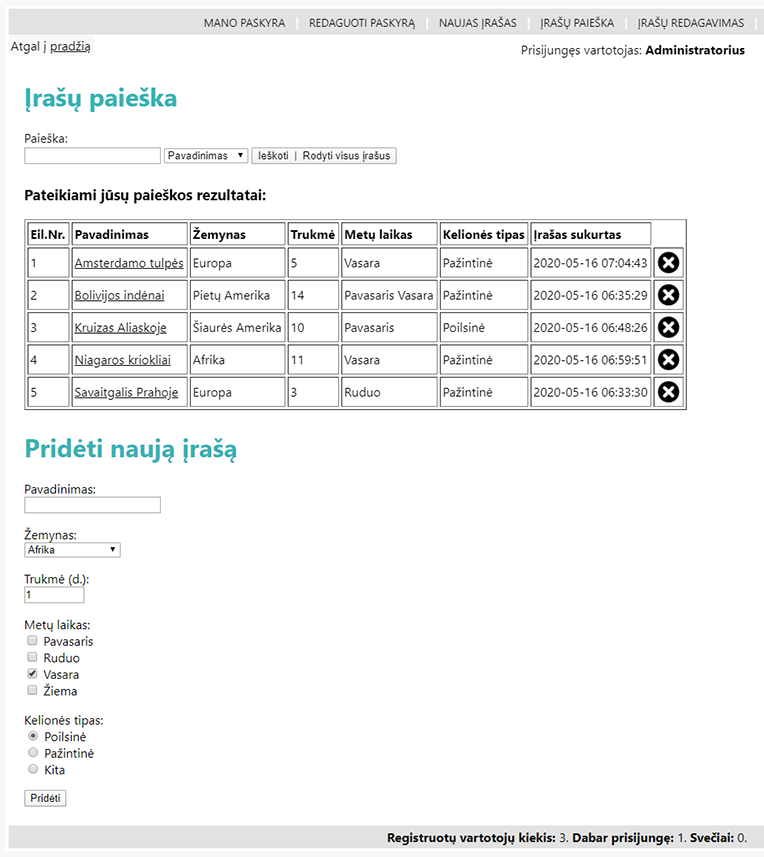 MANO PASKYRA | REDAGUOTI PASKYRĄ | NAUJAS ĮRAŠAS | ĮRAŠŲ PAIEŠKA | ĮRAŠŲ REDAGAVIMAS |
Atgal į pradžią
Prisijungęs vartotojas: Administratorius
Įrašų paieška
Paieška:
Pavadinimas Ieškoti | Rodyti visus įrašus
Pateikiami jūsų paieškos rezultatai:
Eil.Nr. Pavadinimas Žemynas Trukmė Metų laikas Kelionės tipas Įrašas sukurtas
1 Amsterdamo tulpės Europa 5 Vasara Pažintinė 2020-05-16 07:04:43
2 Bolivijos indėnai Pietų Amerika 14 Pavasaris Vasara Pažintinė 2020-05-16 06:35:29
3 Kruizas Aliaskoje Šiaurės Amerika 10 Pavasaris Poilsinė 2020-05-16 06:48:26
4 Niagaros kriokliai Afrika 11 Vasara Pažintinė 2020-05-16 06:59:51
5 Savaitgalis Prahoje Europa 3 Ruduo Pažintinė 2020-05-16 06:33:30
Pridėti naują įrašą
Pavadinimas:
Žemynas:
Afrika
Trukmė (d.):
1
Metų laikas:
Pavasaris
Ruduo
Vasara
Žiema
Kelionės tipas:
Poilsinė
Pažintinė
Kita
Pridėti
Registruotų vartotojų kiekis: 3. Dabar prisijungę: 1. Svečiai: 0.